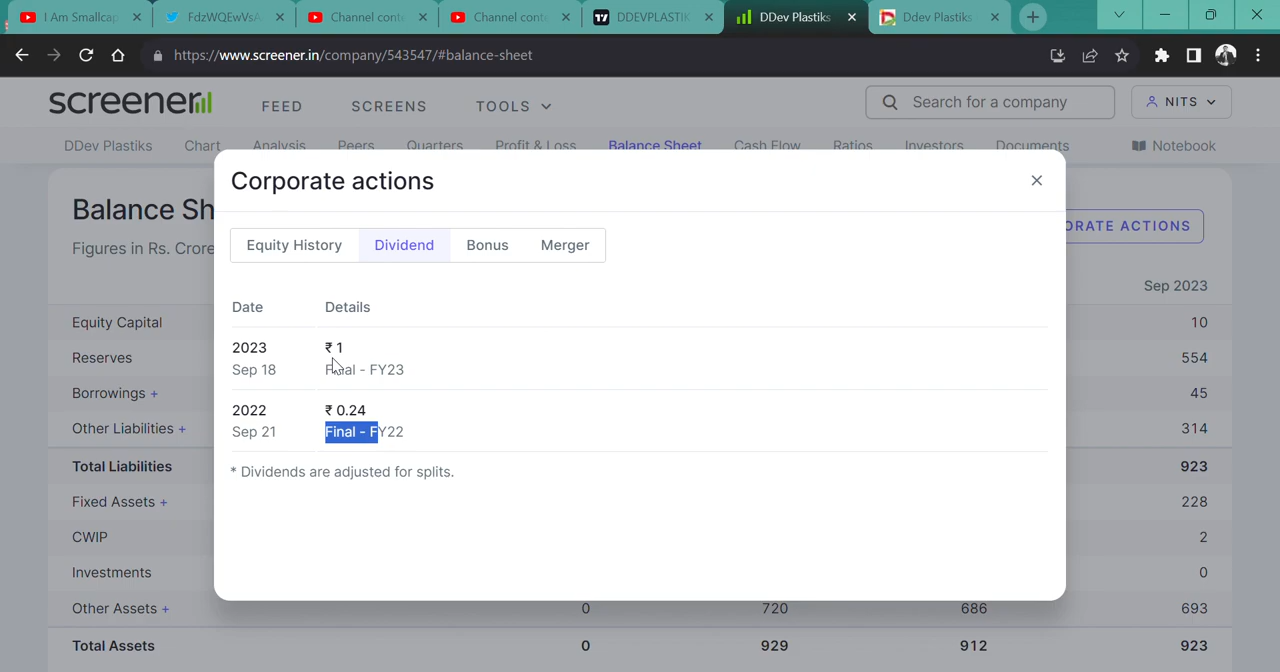 I Am Smallcap
FdzWQEwVsA
Channel conte
Channel conte
DDEVPLASTIK
DDev Plastiks
Ddev Plastiks
https://www.screener.in/company/543547/#balance-sheet
screener
FEED
SCREENS
TOOLS
Search for a company
NITS
DDev Plastiks
Chart
Analysis
Peers
Quarters
Profit & Loss
Balance Sheet
Cash Flow
Ratios
Investors
Documents
Notebook
Corporate actions
Balance Sh
Figures in Rs. Crore
ORATE ACTIONS
Equity History
Dividend
Bonus
Merger
Sep 2023
Date Details
2023 ₹ 1
Sep 18 Final - FY23
2022 ₹ 0.24
Sep 21 Final - FY22
* Dividends are adjusted for splits.
Equity Capital 10
Reserves 554
Borrowings + 45
Other Liabilities + 314
Total Liabilities 923
Fixed Assets + 228
CWIP 2
Investments 0
Other Assets + 0 720 686 693
Total Assets 0 929 912 923